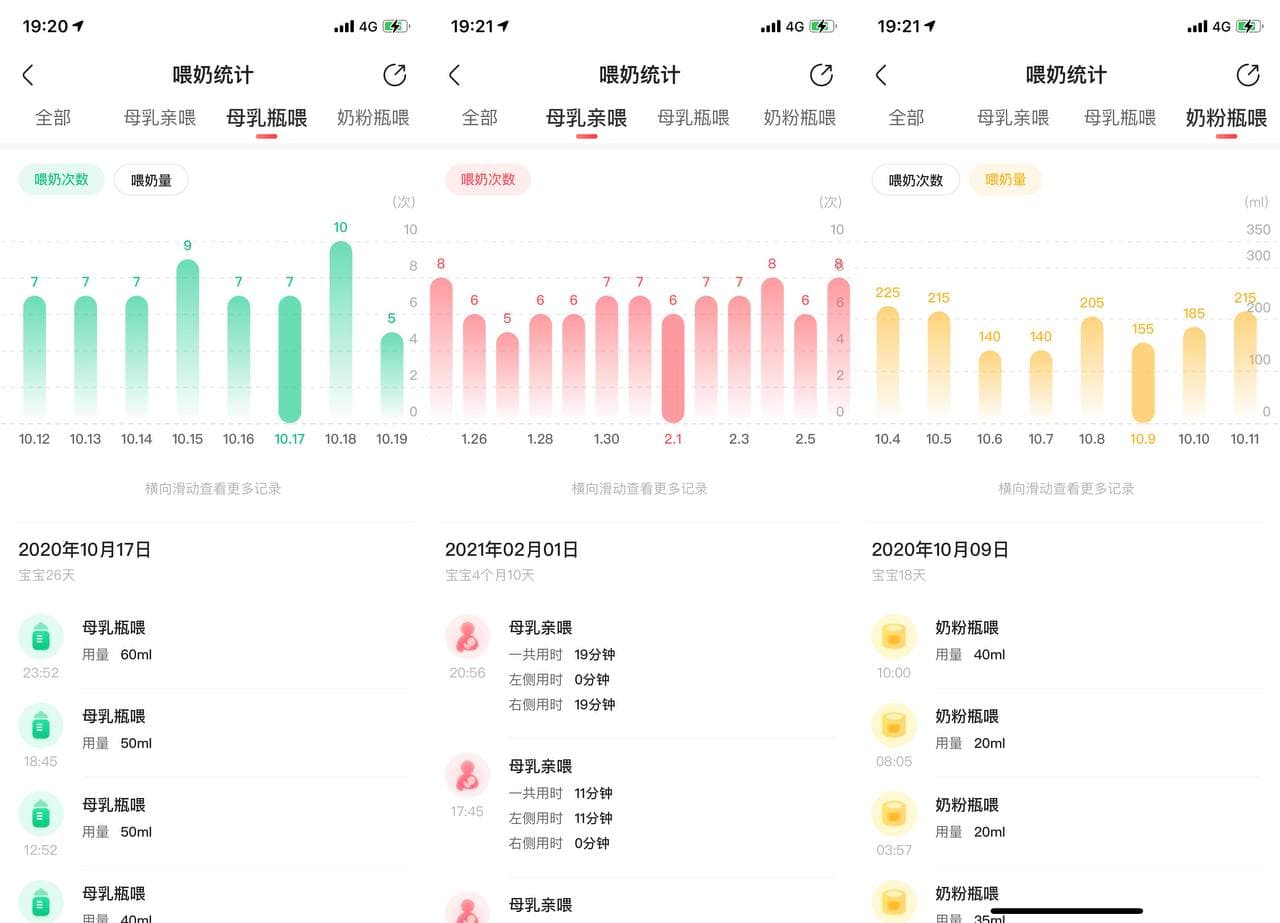 19:20
4G
喂奶统计
全部
母乳亲喂
母乳瓶喂
奶粉瓶喂
喂奶次数
喂奶量
(次)
10
8
6
4
2
0
7
7
7
9
7
7
10
5
10.12
10.13
10.14
10.15
10.16
10.17
10.18
10.19
横向滑动查看更多记录
2020年10月17日
宝宝26天
母乳瓶喂
用量 60ml
23:52
母乳瓶喂
用量 50ml
18:45
母乳瓶喂
用量 50ml
12:52
母乳瓶喂
用量 40ml
19:21
4G
喂奶统计
全部
母乳亲喂
母乳瓶喂
奶粉瓶喂
喂奶次数
(次)
10
8
6
4
2
0
8
6
5
6
6
7
7
6
7
7
8
6
8
1.26
1.28
1.30
2.1
2.3
2.5
横向滑动查看更多记录
2021年02月01日
宝宝4个月10天
母乳亲喂
一共用时 19分钟
左侧用时 0分钟
右侧用时 19分钟
20:56
母乳亲喂
一共用时 11分钟
左侧用时 11分钟
右侧用时 0分钟
17:45
母乳亲喂
19:21
4G
喂奶统计
全部
母乳亲喂
母乳瓶喂
奶粉瓶喂
喂奶次数
喂奶量
(ml)
350
300
200
100
0
225
215
140
140
205
155
185
215
10.4
10.5
10.6
10.7
10.8
10.9
10.10
10.11
横向滑动查看更多记录
2020年10月09日
宝宝18天
奶粉瓶喂
用量 40ml
10:00
奶粉瓶喂
用量 20ml
08:05
奶粉瓶喂
用量 20ml
03:57
奶粉瓶喂
用量 35ml